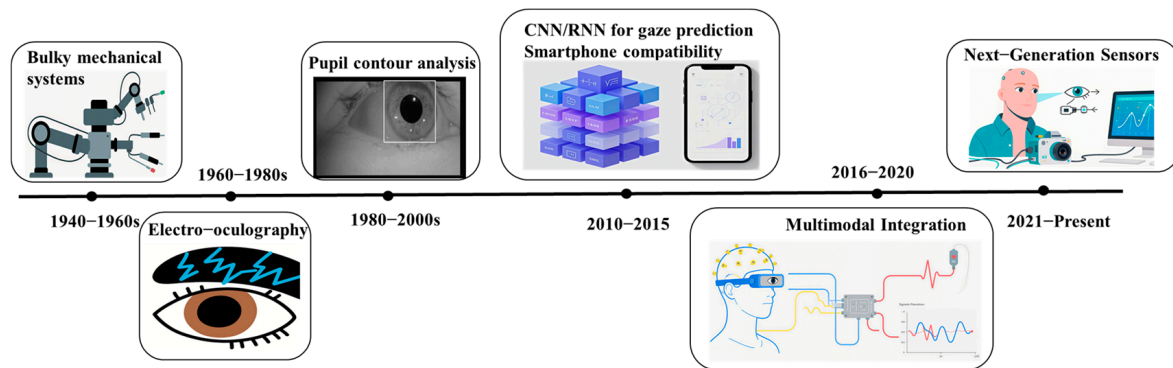 Bulky mechanical
systems
1940−1960s
1960−1980s
Electro−oculography
Pupil contour analysis
1980−2000s
CNN/RNN for gaze prediction
Smartphone compatibility
2010−2015
2016−2020
Multimodal Integration
Next−Generation Sensors
2021−Present